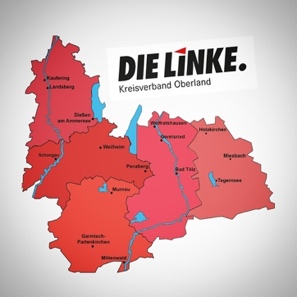 DIE LINKE.
Kreisverband Oberland
Kaufering
Landsberg
Dießen
am Ammersee
Wolfratshausen
Geretsried
Holzkirchen
Schongau
Weilheim
Penzberg
Bad Tölz
Miesbach
Tegernsee
Murnau
Garmisch-
Partenkirchen
Mittenwald